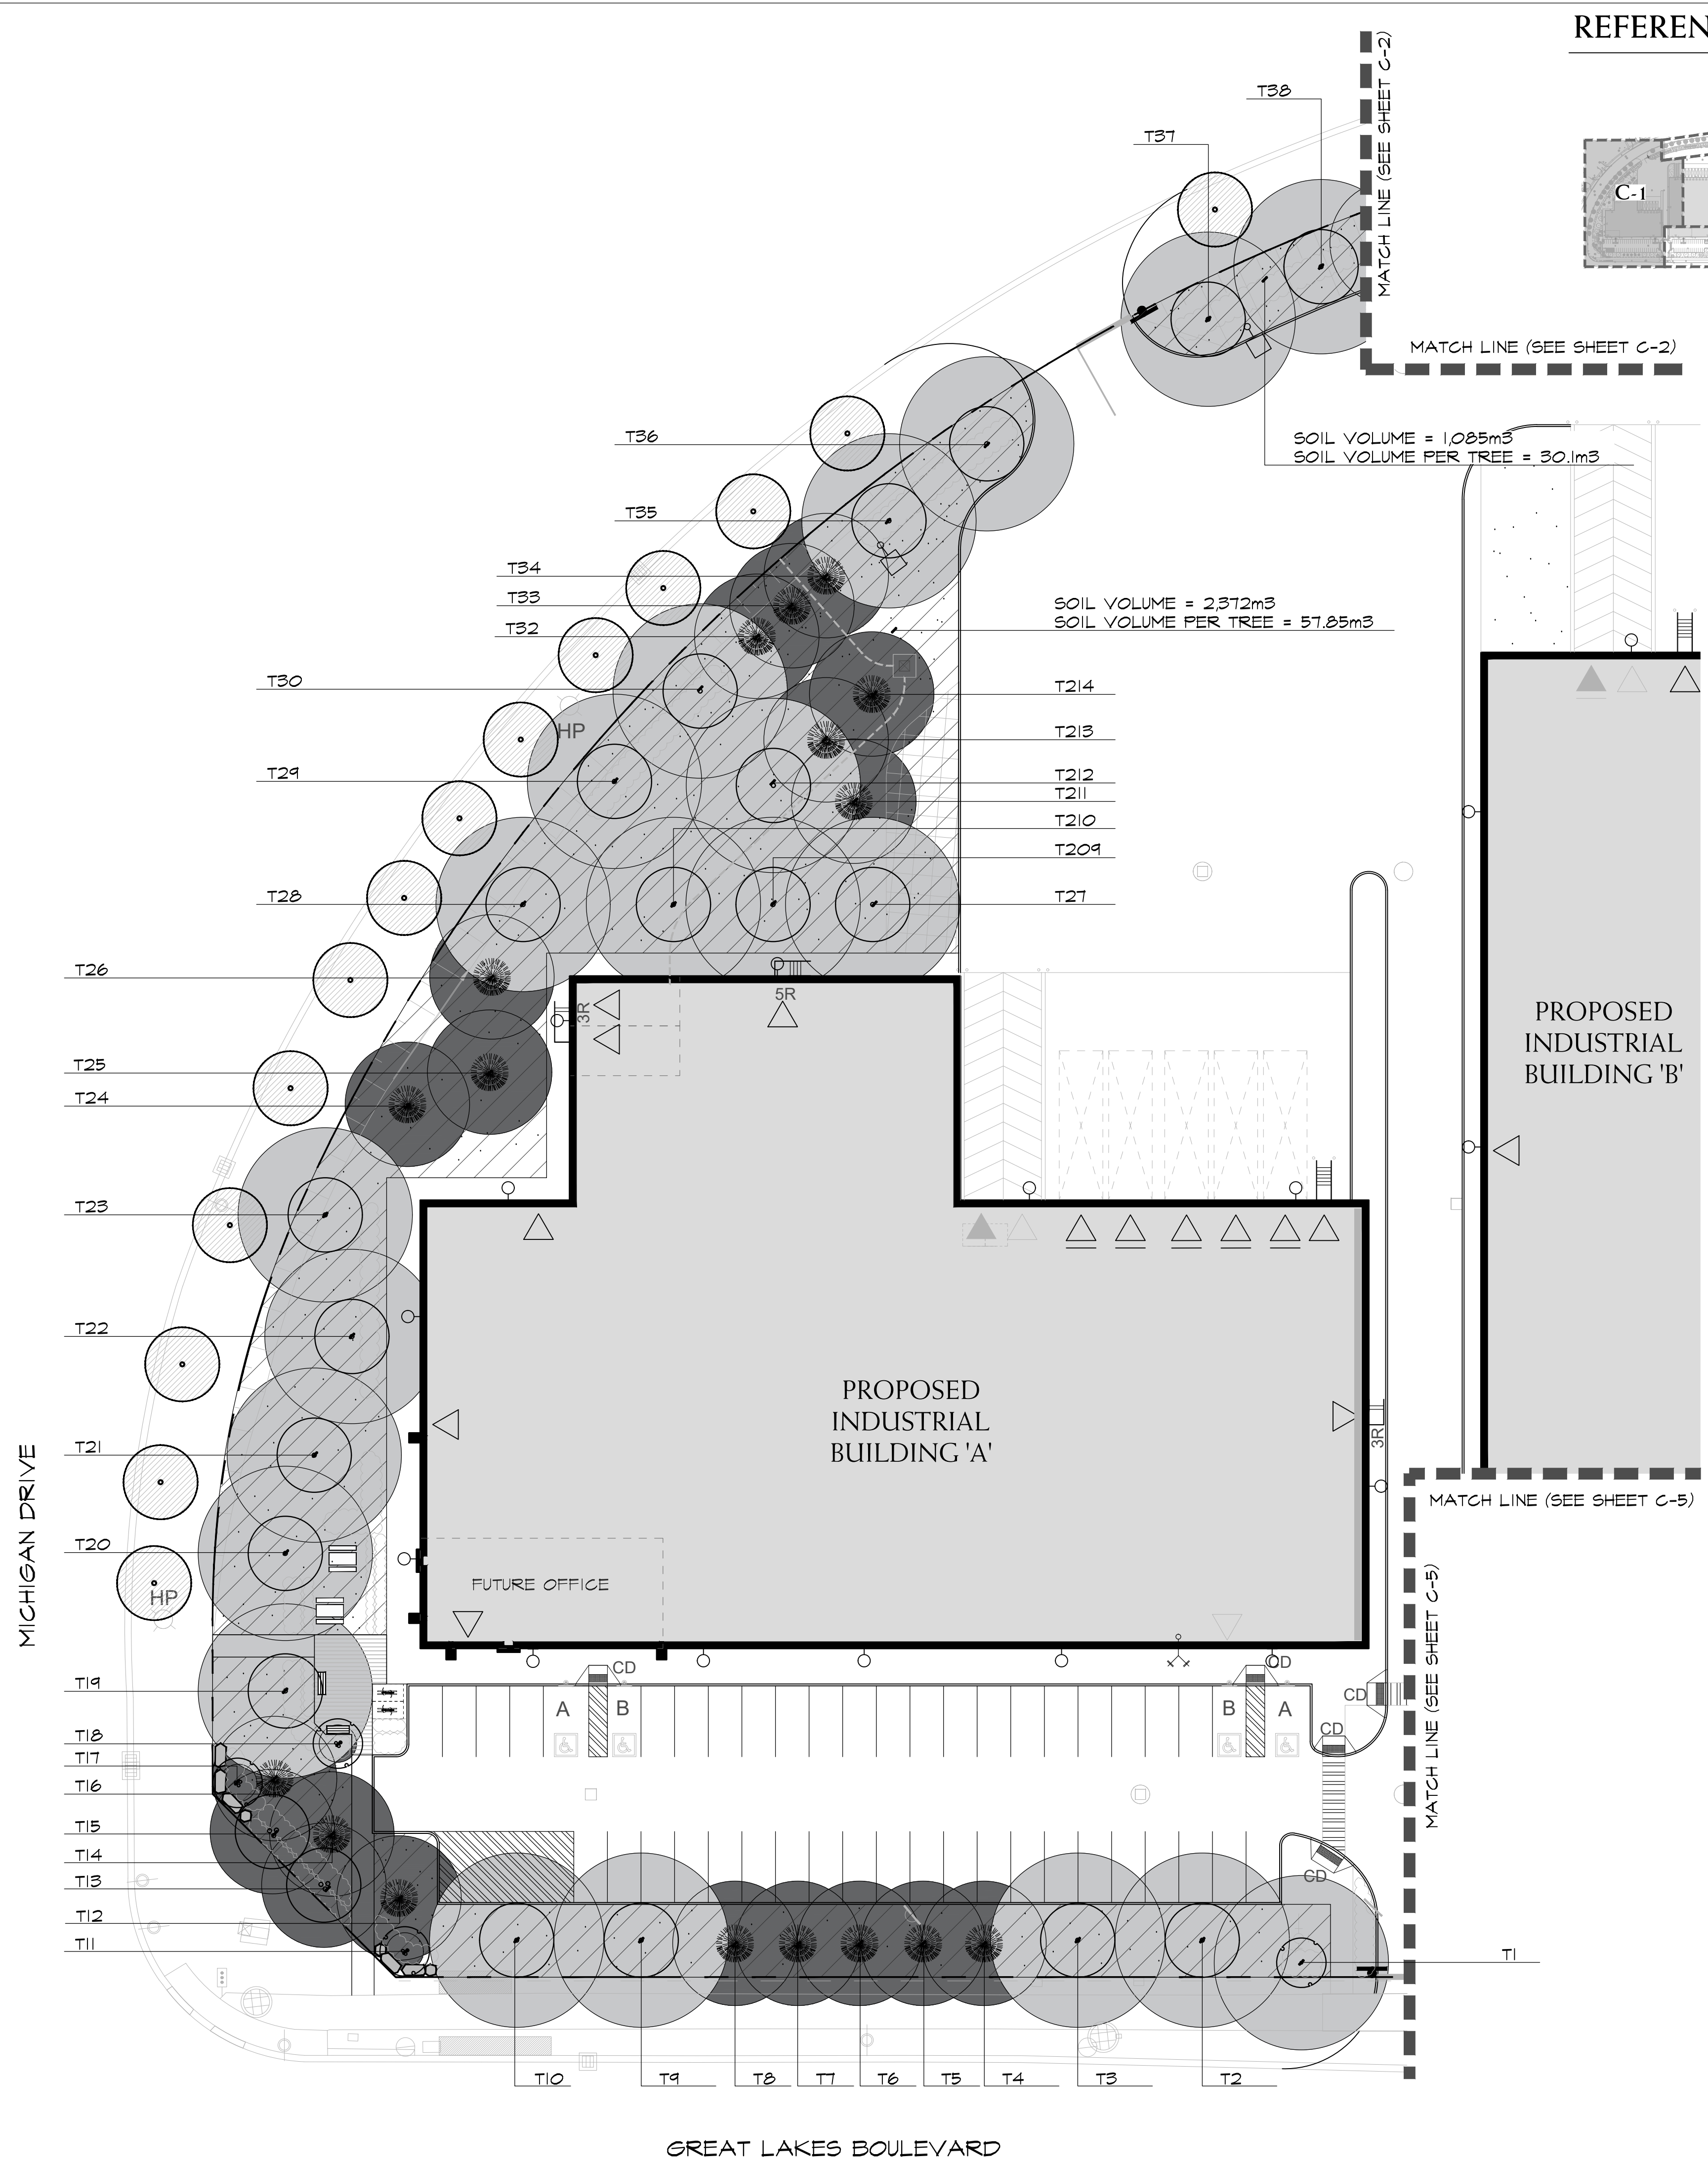 REFEREN
MATCH LINE (SEE SHEET C-2)
T38
T37
C-1
MATCH LINE (SEE SHEET C-2)
T36
SOIL VOLUME = 1,085m3
SOIL VOLUME PER TREE = 30.1m3
T35
T34
T33
T32
SOIL VOLUME = 2,372m3
SOIL VOLUME PER TREE = 57.85m3
T30
T214
HP
T213
T29
T212
T211
T210
T209
T28
T27
T26
5R
3R
PROPOSED
INDUSTRIAL
BUILDING 'B'
T25
T24
T23
T22
PROPOSED
INDUSTRIAL
BUILDING 'A'
3R
T21
MICHIGAN DRIVE
MATCH LINE (SEE SHEET C-5)
T20
FUTURE OFFICE
HP
MATCH LINE (SEE SHEET C-5)
CD
CD
T19
CD
A
B
B
A
CD
T18
T17
T16
T15
T14
CD
T13
T12
T11
T1
T10
T9
T8
T7
T6
T5
T4
T3
T2
GREAT LAKES BOULEVARD